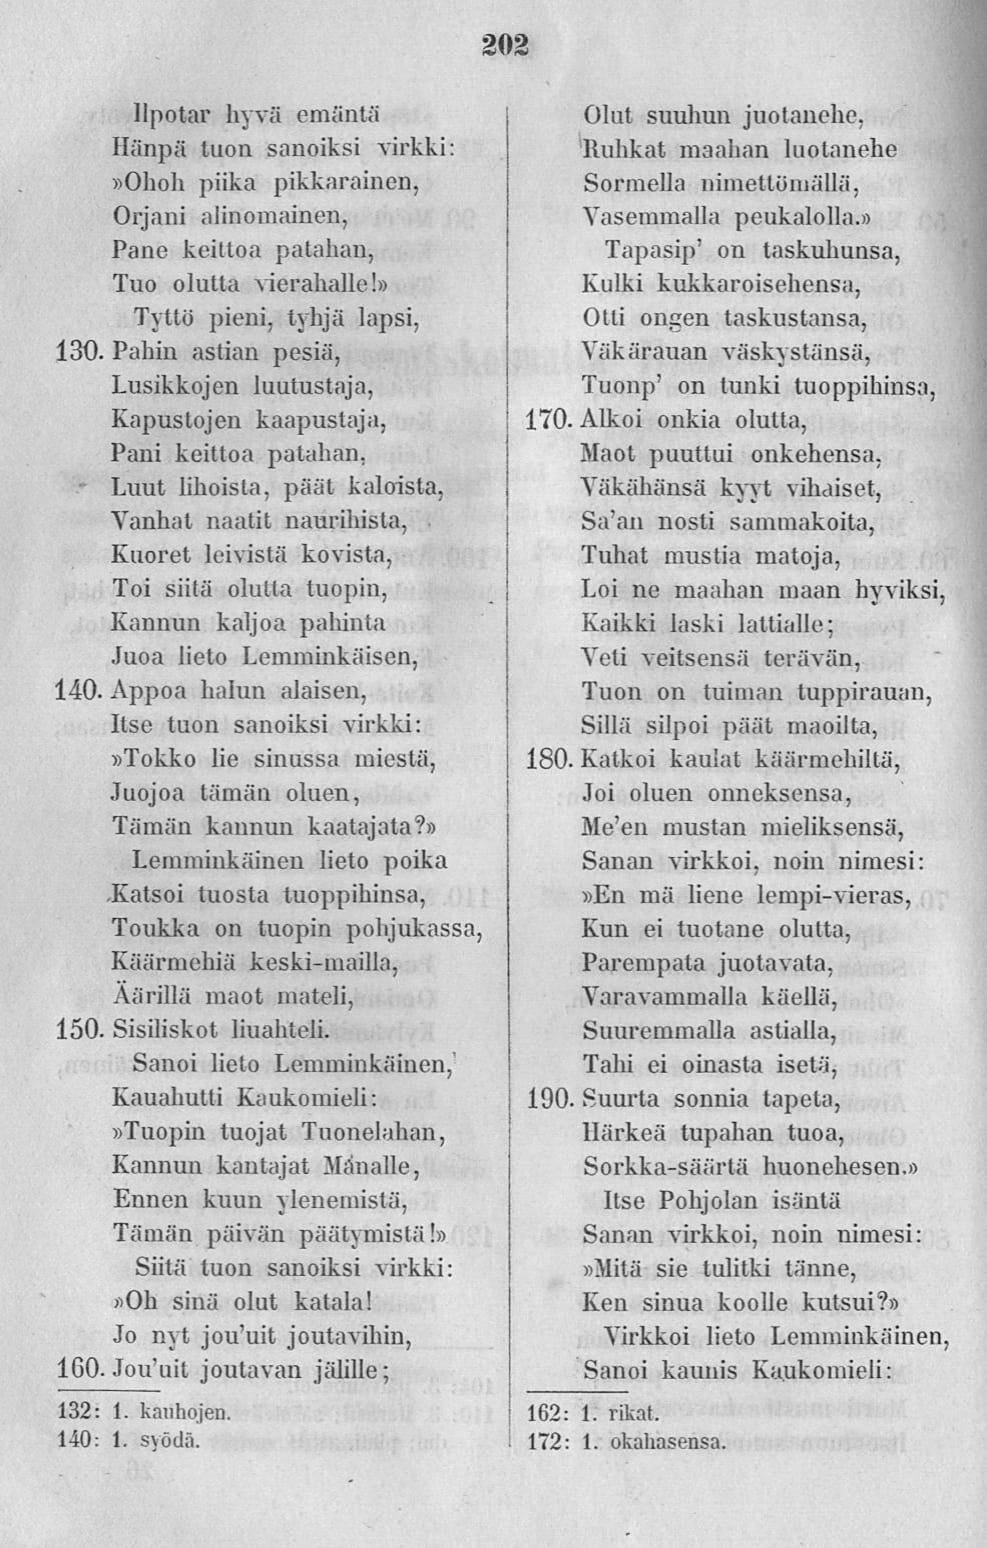 202
Ilpotar hyvä emäntä
Hänpä tuon sanoiksi virkki:
»Ohoh piika pikkarainen,
Orjani alinomainen,
Pane keittoa patahan,
Tuo olutta vierahalle!»
Tyttö pieni, tyhjä lapsi,
130. Pahin astian pesiä,
Lusikkojen luutustaja,
Kapustojen kaapustaja,
Pani keittoa patahan,
Luut lihoista, päät kaloista,
Vanhat naatit naurihista,
Kuoret leivistä kovista,
Toi siitä olutta tuopin,
Kannun kaljoa pahinta
Juoa lieto Lemminkäisen,
140. Appoa halun alaisen,
Itse tuon sanoiksi virkki:
»Tokko lie sinussa miestä,
Juojoa tämän oluen,
Tämän kannun kaatajata?»
Lemminkäinen lieto poika
Katsoi tuosta tuoppihinsa,
Toukka on tuopin pohjukassa,
Käärmehiä keski-mailla,
Äärillä maot mateli,
150. Sisiliskot liuahteli.
Sanoi lieto Lemminkäinen,
Kauahutti Kaukomieli:
»Tuopin tuojat Tuonelahan,
Kannun kantajat Manalle,
Ennen kuun ylenemistä,
Tämän päivän päätymistä!»
Siitä tuon sanoiksi virkki:
»Oh sinä olut katala!
Jo nyt jou'uit joutavihin,
160. Jou'uit joutavan jälille;
132: 1. kauhojen.
140: 1. syödä.
Olut suuhun juotanehe,
Ruhkat maahan luotanehe
Sormella nimettömällä,
Vasemmalla peukalolla.»
Tapasip' on taskuhunsa,
Kulki kukkaroisehensa,
Otti ongen taskustansa,
Väkärauan väskystänsä,
Tuonp' on tunki tuoppihinsa,
170. Alkoi onkia olutta,
Maot puuttui onkehensa,
Väkähänsä kyyt vihaiset,
Sa'an nosti sammakoita,
Tuhat mustia matoja,
Loi ne maahan maan hyviksi,
Kaikki laski lattialle;
Veti veitsensä terävän,
Tuon on tuiman tuppirauan,
Sillä silpoi päät maoilta,
180. Katkoi kaulat käärmehiltä,
Joi oluen onneksensa,
Me'en mustan mieliksensä,
Sanan virkkoi, noin nimesi:
»En mä liene lempi-vieras,
Kun ei tuotane olutta,
Parempata juotavata,
Varavammalla käellä,
Suuremmalla astialla,
Tahi ei oinasta isetä,
190. Suurta sonnia tapeta,
Härkeä tupahan tuoa,
Sorkka-säärtä huonehesen.»
Itse Pohjolan isäntä
Sanan virkkoi, noin nimesi:
»Mitä sie tulitki tänne,
Ken sinua koolle kutsui?»
Virkkoi lieto Lemminkäinen,
Sanoi kaunis Kaukomieli:
162: 1. rikat.
172: 1. okahasensa.